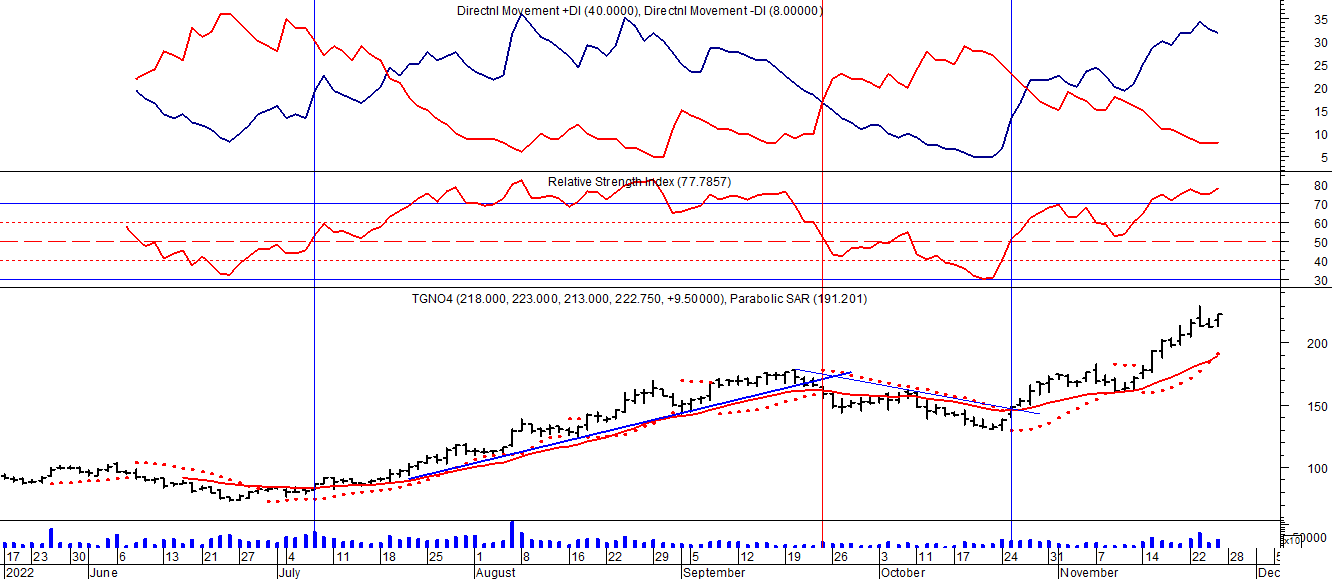 Directnl Movement +DI (40.0000), Directnl Movement -DI (8.00000)
35
30
25
20
15
10
5
Relative Strength Index (77.7857)
80
70
60
50
40
30
TGNO4 (218.000, 223.000, 213.000, 222.750, +9.50000), Parabolic SAR (191.201)
200
150
100
50000
x10
17 23 30 6 13 21 27 4 11 18 25 1 8 16 22 29 5 12 19 26 3 11 17 24 31 7 14 22 28 5
2022 June July August September October November Dec